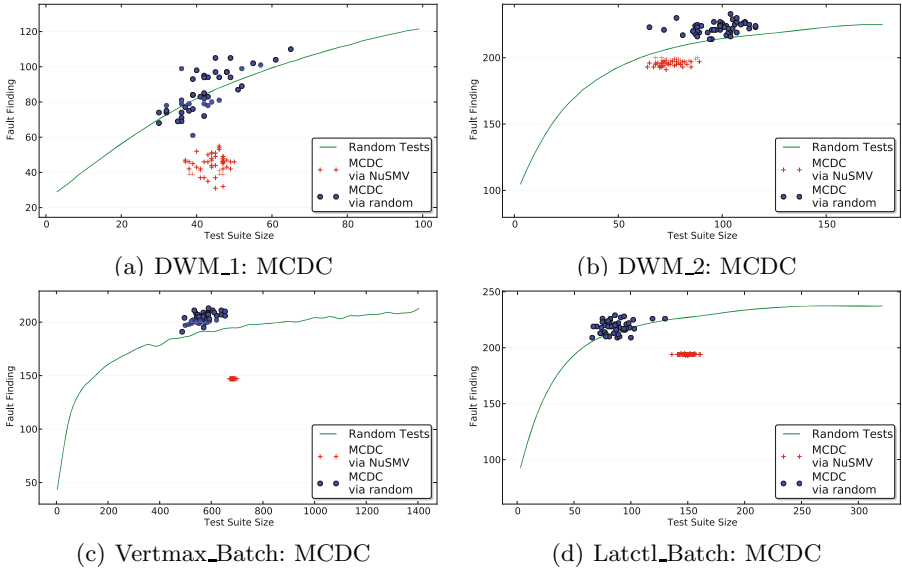 120
100
80
60
40
20
Fault Finding
0
20
40
60
80
100
Test Suite Size
Random Tests
MCDC
via NuSMV
MCDC
via random
(a) DWM_1: MCDC
200
150
100
Fault Finding
0
50
100
150
Test Suite Size
Random Tests
MCDC
via NuSMV
MCDC
via random
(b) DWM_2: MCDC
200
150
100
50
Fault Finding
0
200
400
600
800
1000
1200
1400
Test Suite Size
Random Tests
MCDC
via NuSMV
MCDC
via random
(c) Vertmax_Batch: MCDC
250
200
150
100
Fault Finding
0
50
100
150
200
250
300
Test Suite Size
Random Tests
MCDC
via NuSMV
MCDC
via random
(d) Latctl_Batch: MCDC